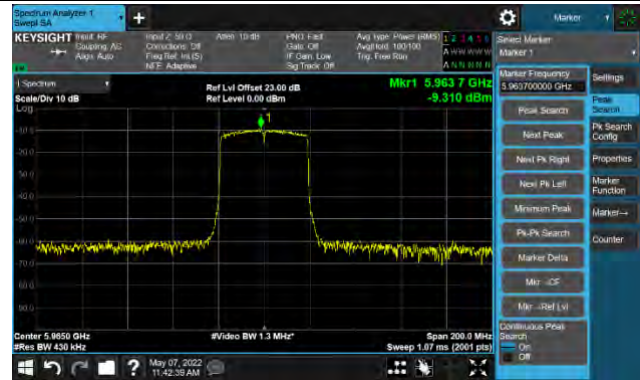 Spectrum Analyzer 1
Swept SA
Marker
KEYSIGHT Input: RF
Coupling: AC
Align: Auto
Input Z: 50 Ω
Corrections: Off
Freq Ref: Int (S)
NFE: Adaptive
Atten: 10 dB
PNO: Fast
Gate: Off
IF Gain: Low
Sig Track: Off
Avg Type: Power (RMS)
Avg|Hold: 100/100
Trig: Free Run
Select Marker
Marker 1
1 Spectrum
Scale/Div 10 dB
Log
Ref Lvl Offset 23.00 dB
Ref Level 0.00 dBm
Mkr1 5.963 7 GHz
-9.310 dBm
1
Marker Frequency
5.963700000 GHz
Peak Search
Next Peak
Next Pk Right
Next Pk Left
Minimum Peak
Pk-Pk Search
Marker Delta
Mkr→CF
Mkr→Ref Lvl
Continuous Peak
Search
On
Off
Settings
Peak
Search
Pk Search
Config
Properties
Marker
Function
Marker→
Counter
Center 5.9650 GHz
#Res BW 430 kHz
#Video BW 1.3 MHz*
Span 200.0 MHz
Sweep 1.07 ms (2001 pts)
May 07, 2022
11:42:39 AM